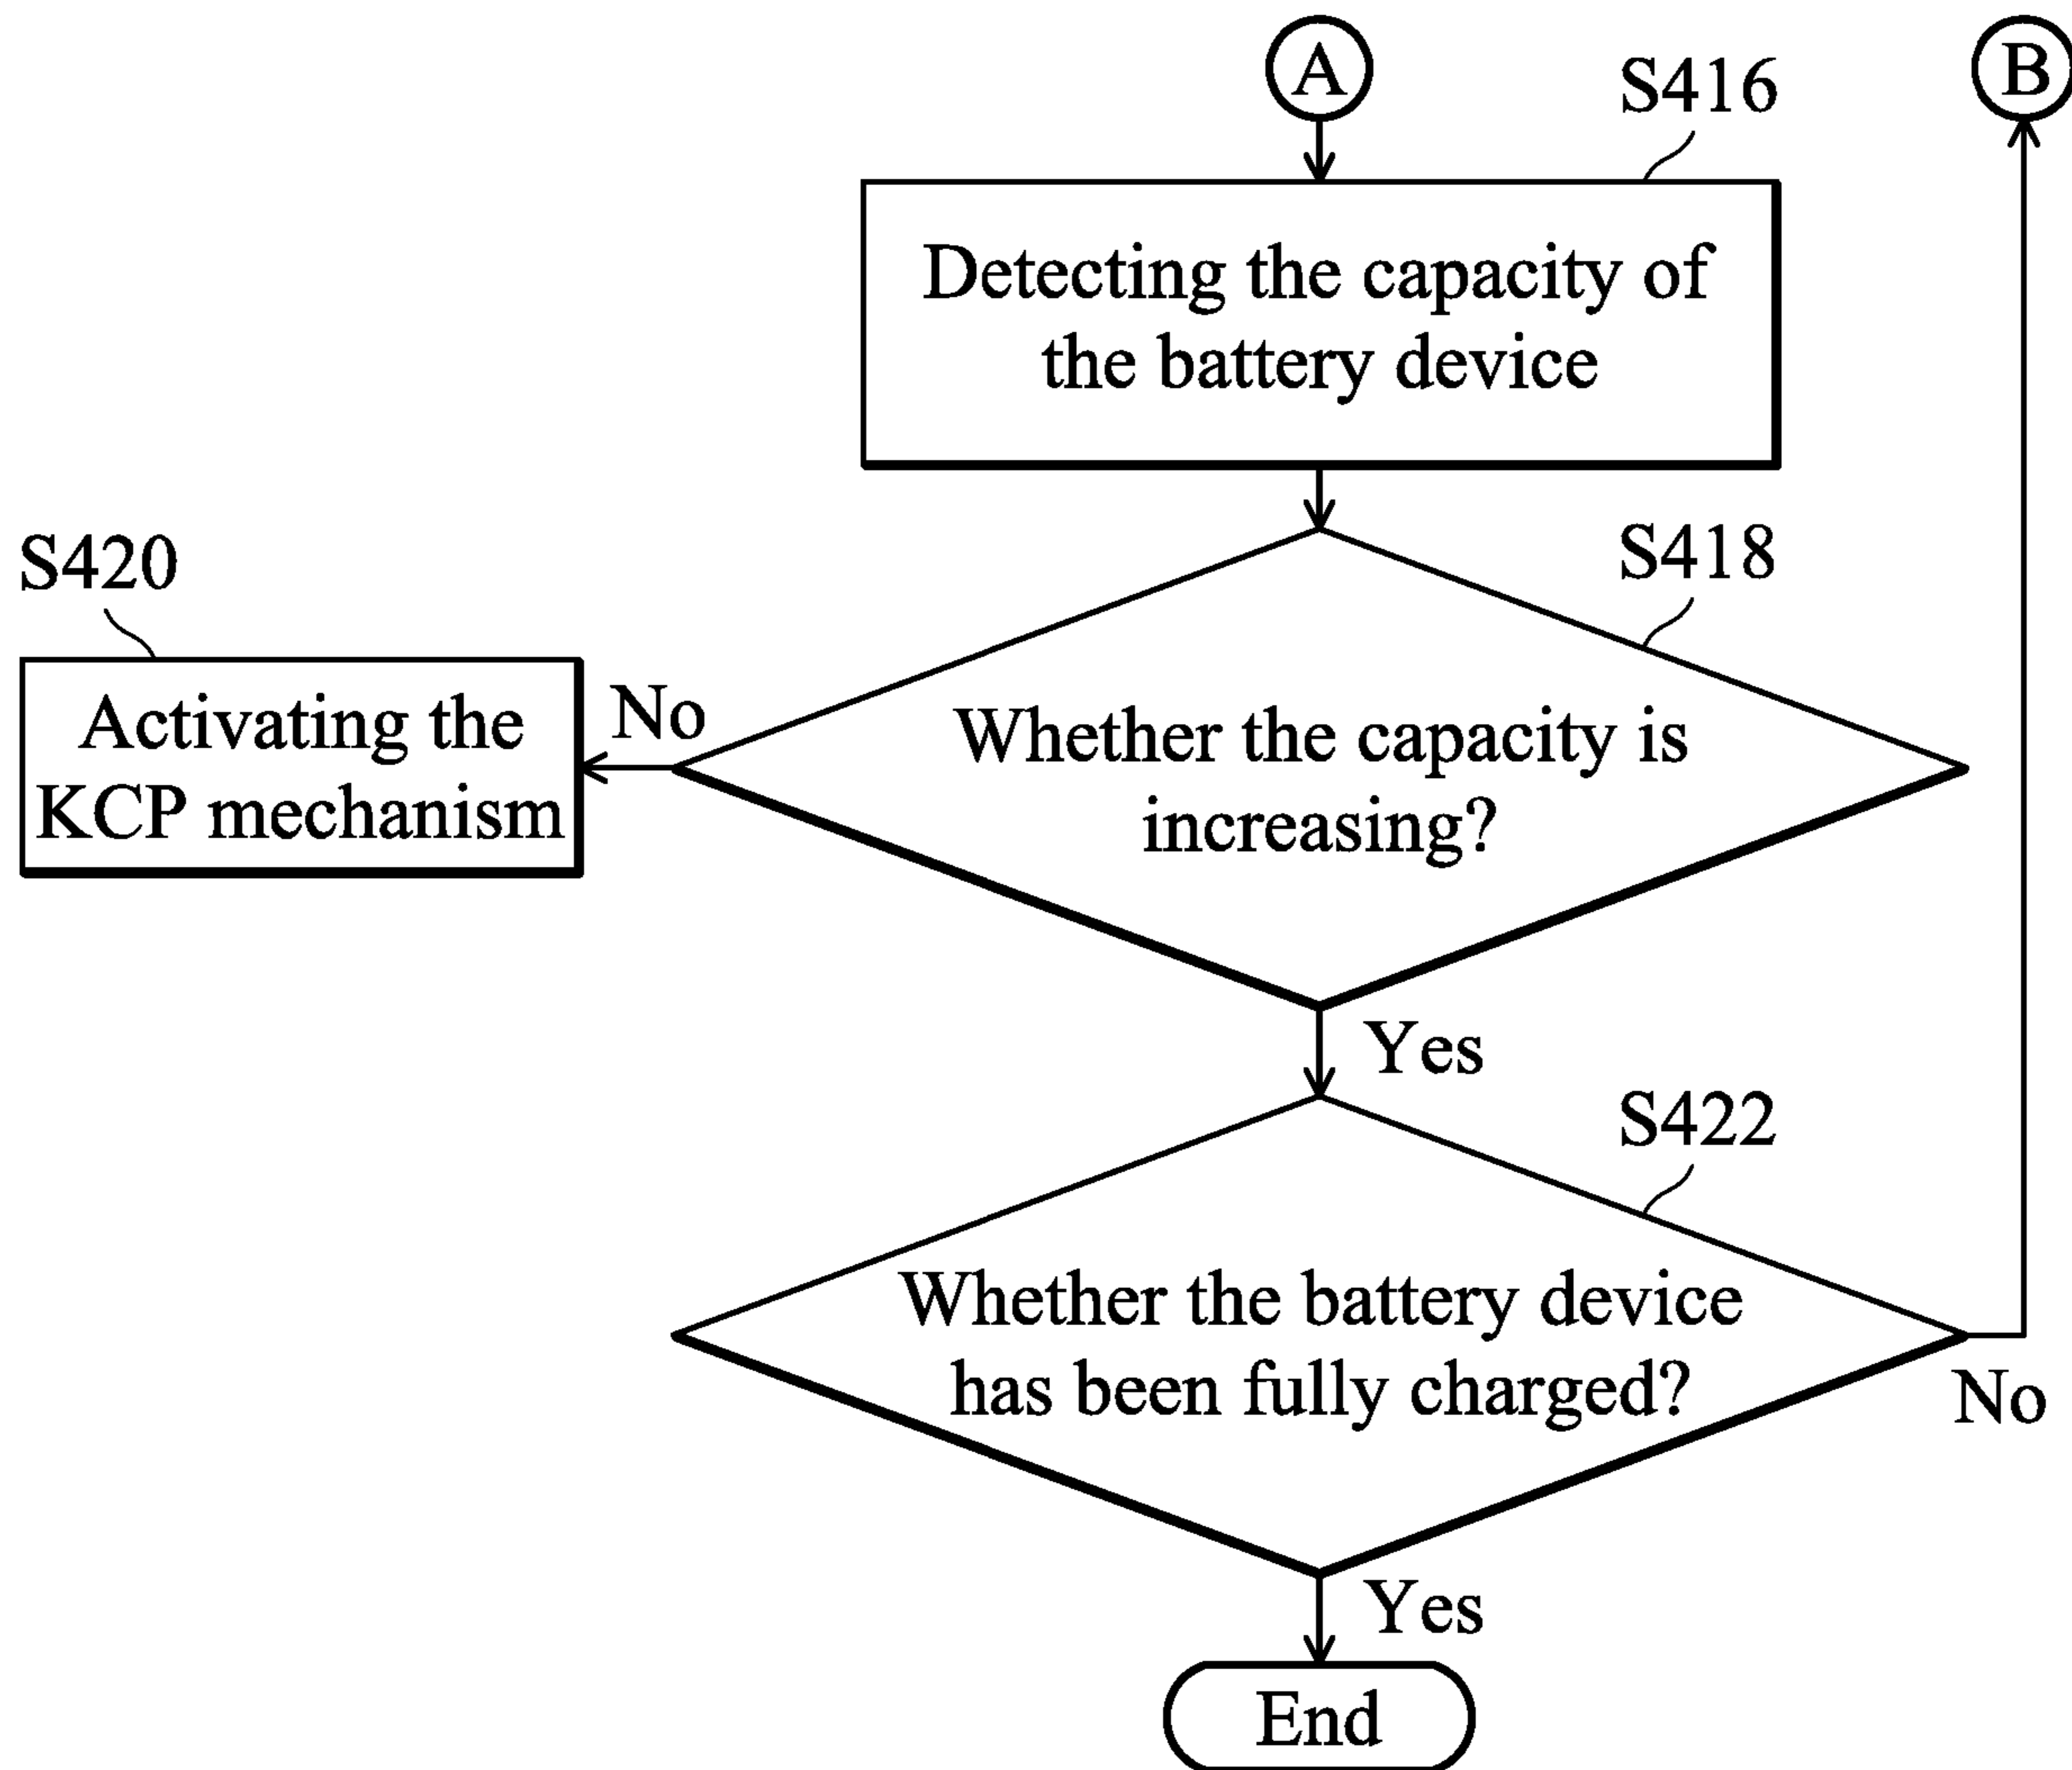 A
B
S416
Detecting the capacity of
the battery device
S418
Whether the capacity is
increasing?
No
S420
Activating the
KCP mechanism
Yes
S422
Whether the battery device
has been fully charged?
No
Yes
End